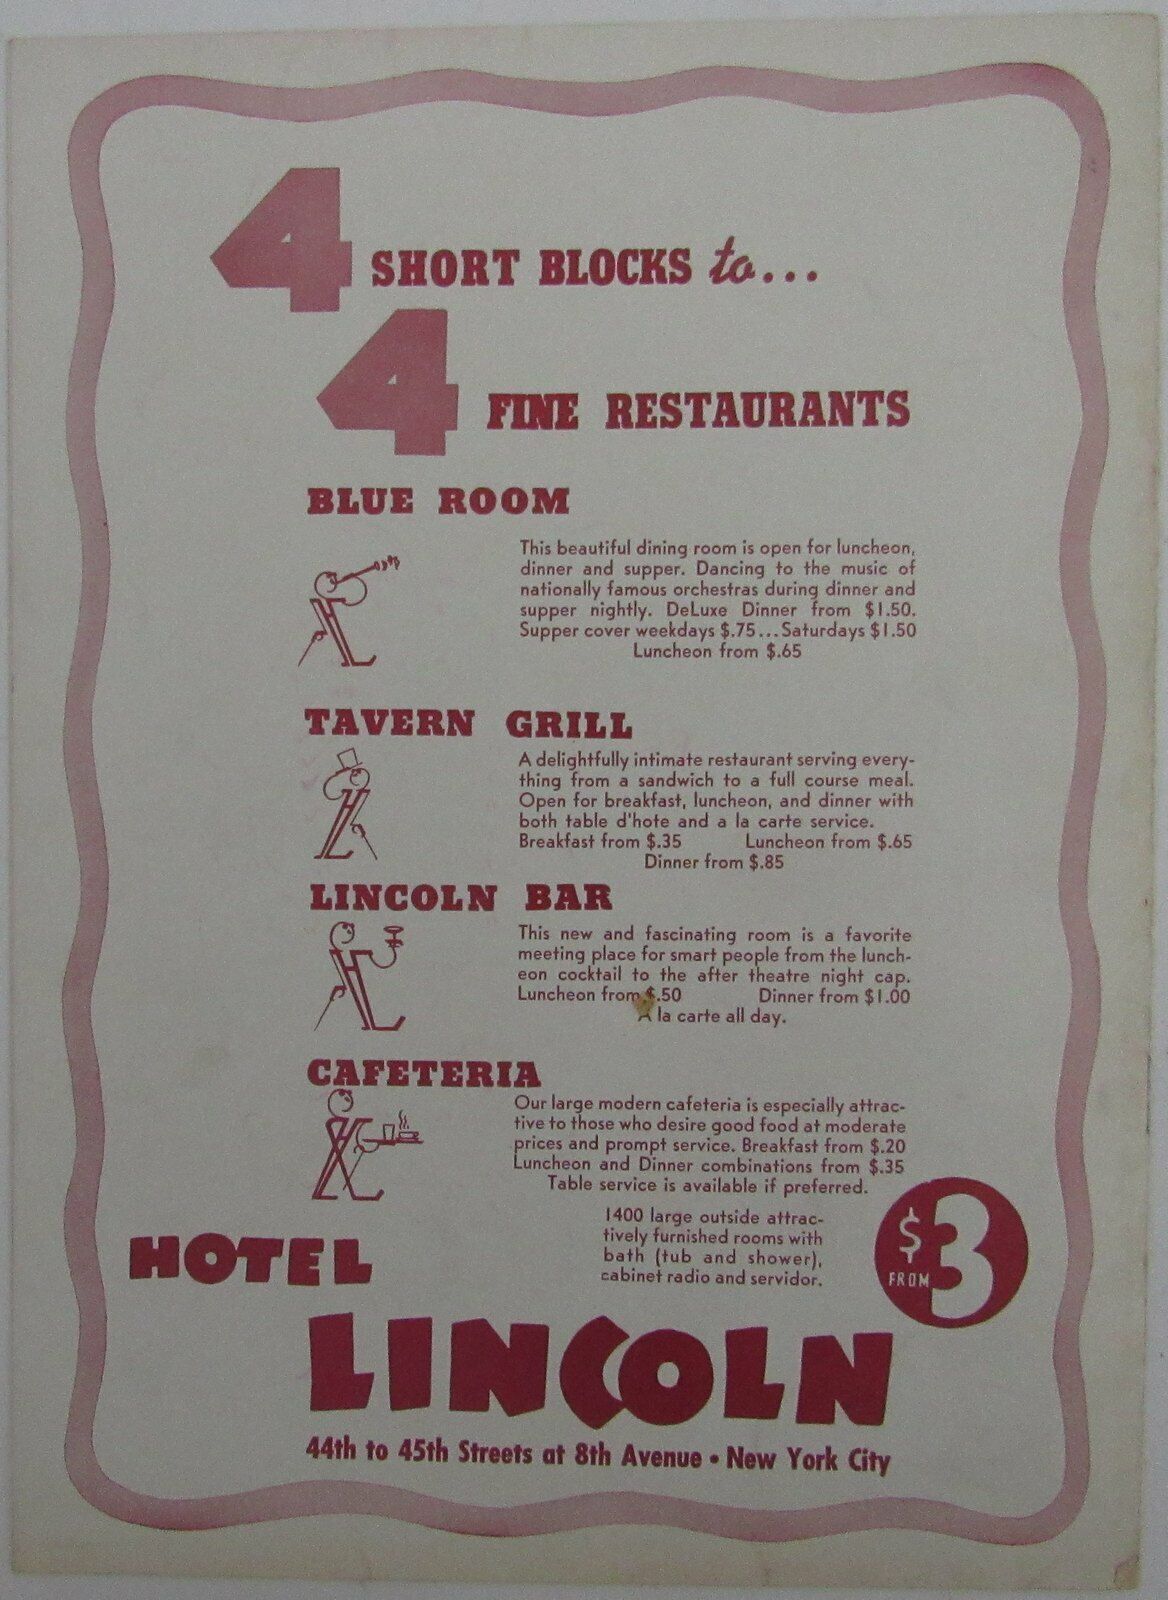 4 SHORT BLOCKS to...
4 FINE RESTAURANTS
BLUE ROOM
This beautiful dining room is open for luncheon,
dinner and supper. Dancing to the music of
nationally famous orchestras during dinner and
supper nightly. DeLuxe Dinner from $1.50.
Supper cover weekdays $.75...Saturdays $1.50
Luncheon from $.65
TAVERN GRILL
A delightfully intimate restaurant serving every-
thing from a sandwich to a full course meal.
Open for breakfast, luncheon, and dinner with
both table d'hote and a la carte service.
Breakfast from $.35 Luncheon from $.65
Dinner from $.85
LINCOLN BAR
This new and fascinating room is a favorite
meeting place for smart people from the lunch-
eon cocktail to the after theatre night cap.
Luncheon from $.50 Dinner from $1.00
A la carte all day.
CAFETERIA
Our large modern cafeteria is especially attrac-
tive to those who desire good food at moderate
prices and prompt service. Breakfast from $.20
Luncheon and Dinner combinations from $.35
Table service is available if preferred.
1400 large outside attrac-
tively furnished rooms with
bath (tub and shower),
cabinet radio and servidor.
$3
FROM
HOTEL
LINCOLN
44th to 45th Streets at 8th Avenue • New York City